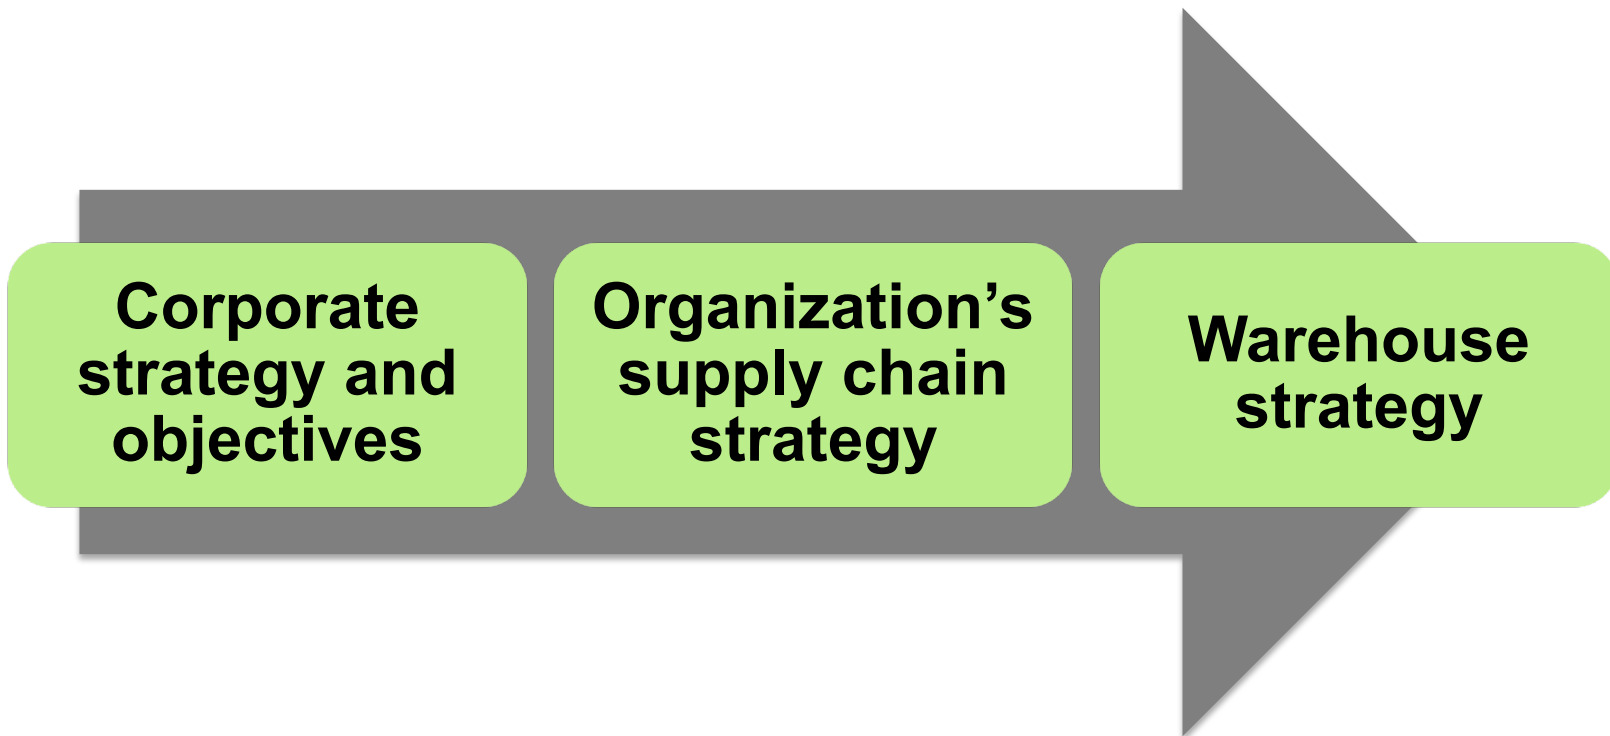 Corporate
strategy and
objectives
Organization’s
supply chain
strategy
Warehouse
strategy